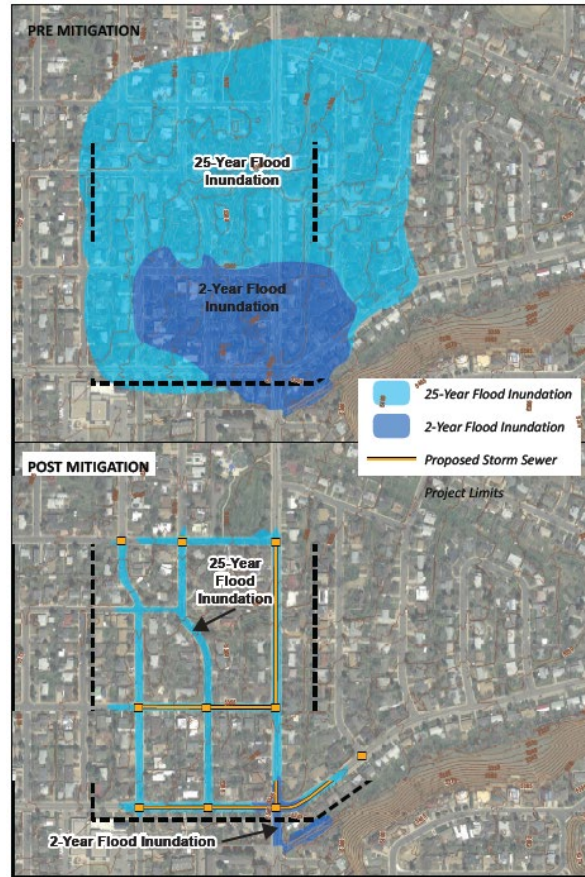 PRE MITIGATION
25-Year Flood
Inundation
2-Year Flood
Inundation
25-Year Flood Inundation
2-Year Flood Inundation
Proposed Storm Sewer
Project Limits
POST MITIGATION
25-Year
Flood
Inundation
2-Year Flood Inundation